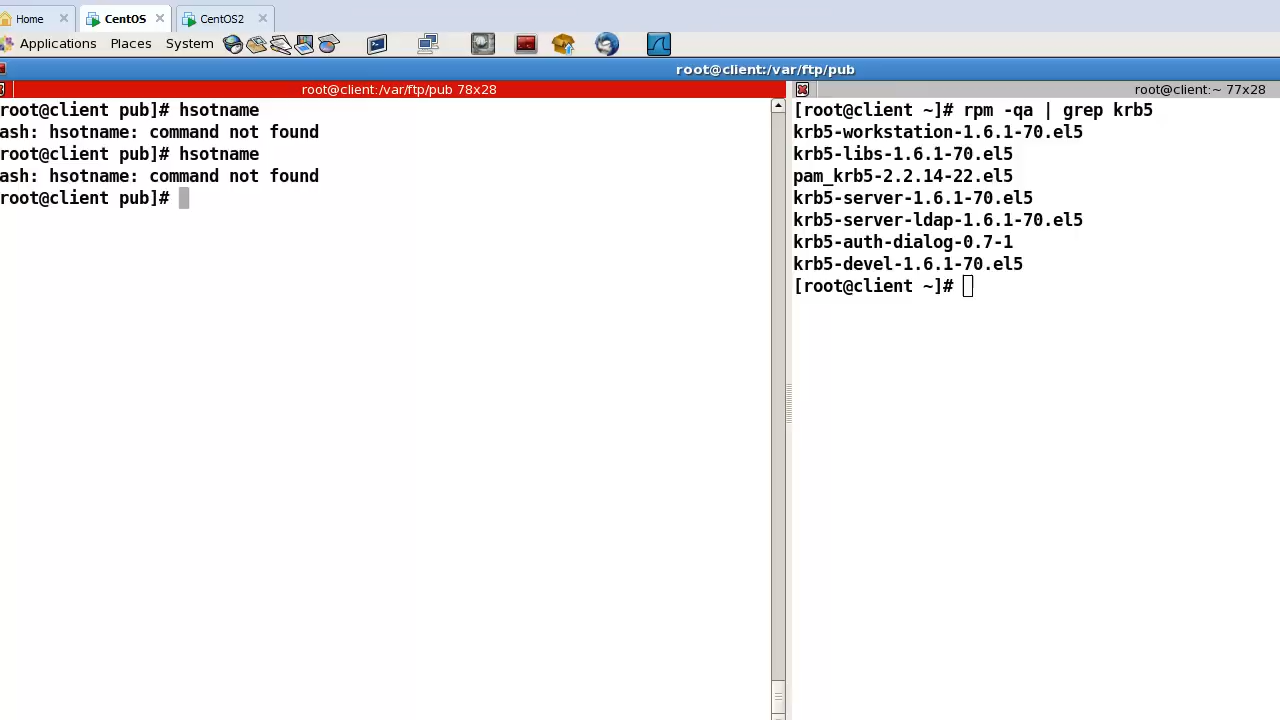 Home
CentOS
CentOS2
Applications Places System
root@client:/var/ftp/pub
root@client:/var/ftp/pub 78x28
root@client pub]# hsotname
ash: hsotname: command not found
root@client pub]# hsotname
ash: hsotname: command not found
root@client pub]#
root@client:~ 77x28
[root@client ~]# rpm -qa | grep krb5
krb5-workstation-1.6.1-70.el5
krb5-libs-1.6.1-70.el5
pam_krb5-2.2.14-22.el5
krb5-server-1.6.1-70.el5
krb5-server-ldap-1.6.1-70.el5
krb5-auth-dialog-0.7-1
krb5-devel-1.6.1-70.el5
[root@client ~]#